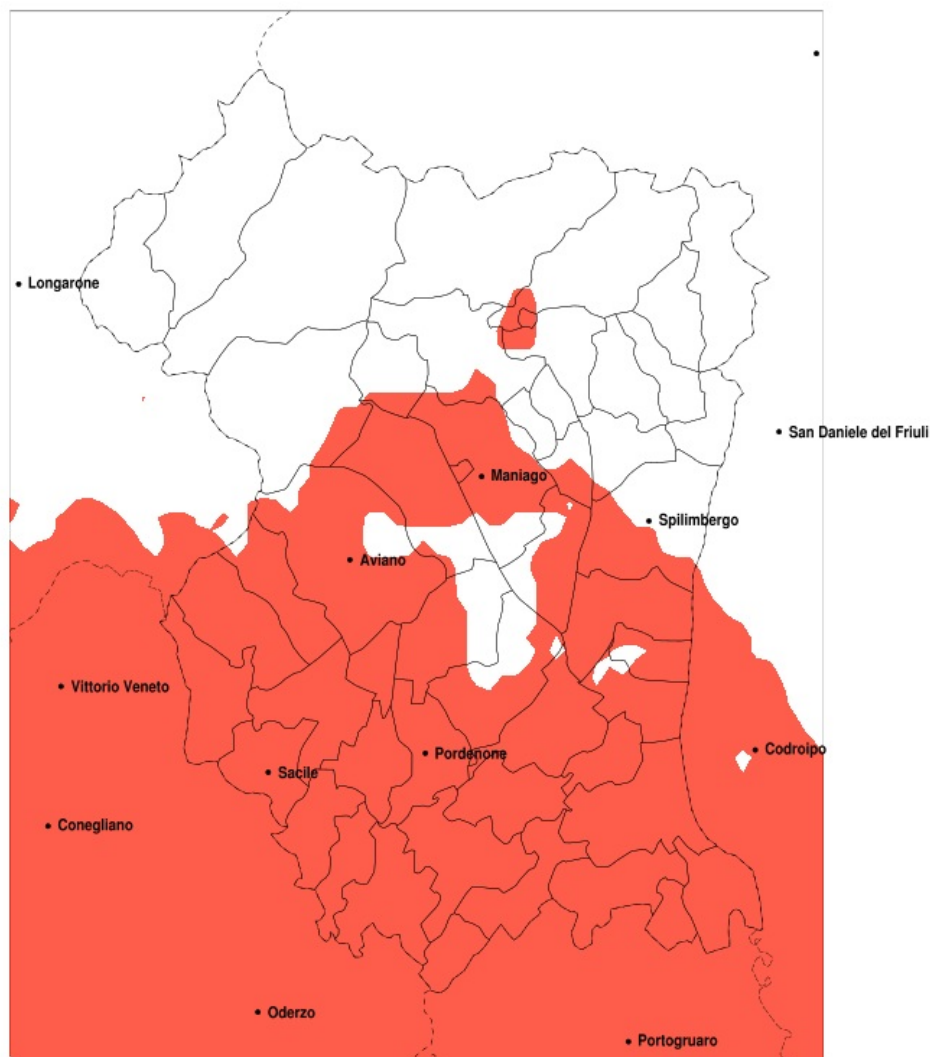 Longarone
San Daniele del Friuli
Maniago
Spilimbergo
Aviano
Vittorio Veneto
Codroipo
Pordenone
Sacile
Conegliano
Oderzo
Portogruaro